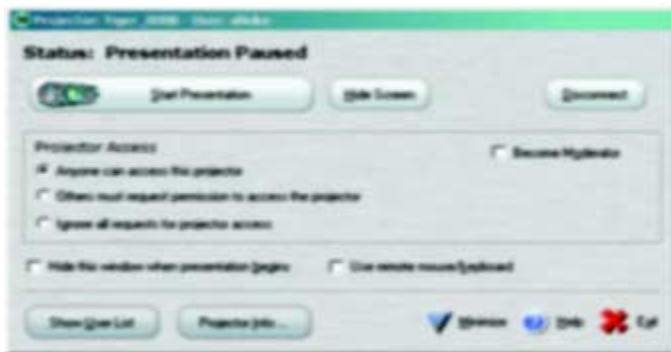 Status: Presentation Paused
Start Presentation
Hide Screen
Disconnect
Projector Access
Become Moderator
Anyone can access this projector
Others must request permission to access the projector
Ignore all requests for projector access
Hide this window when presentation begins
Use remote mouse/keyboard
Show User List
Projector Info...
Minimize
Help
Exit